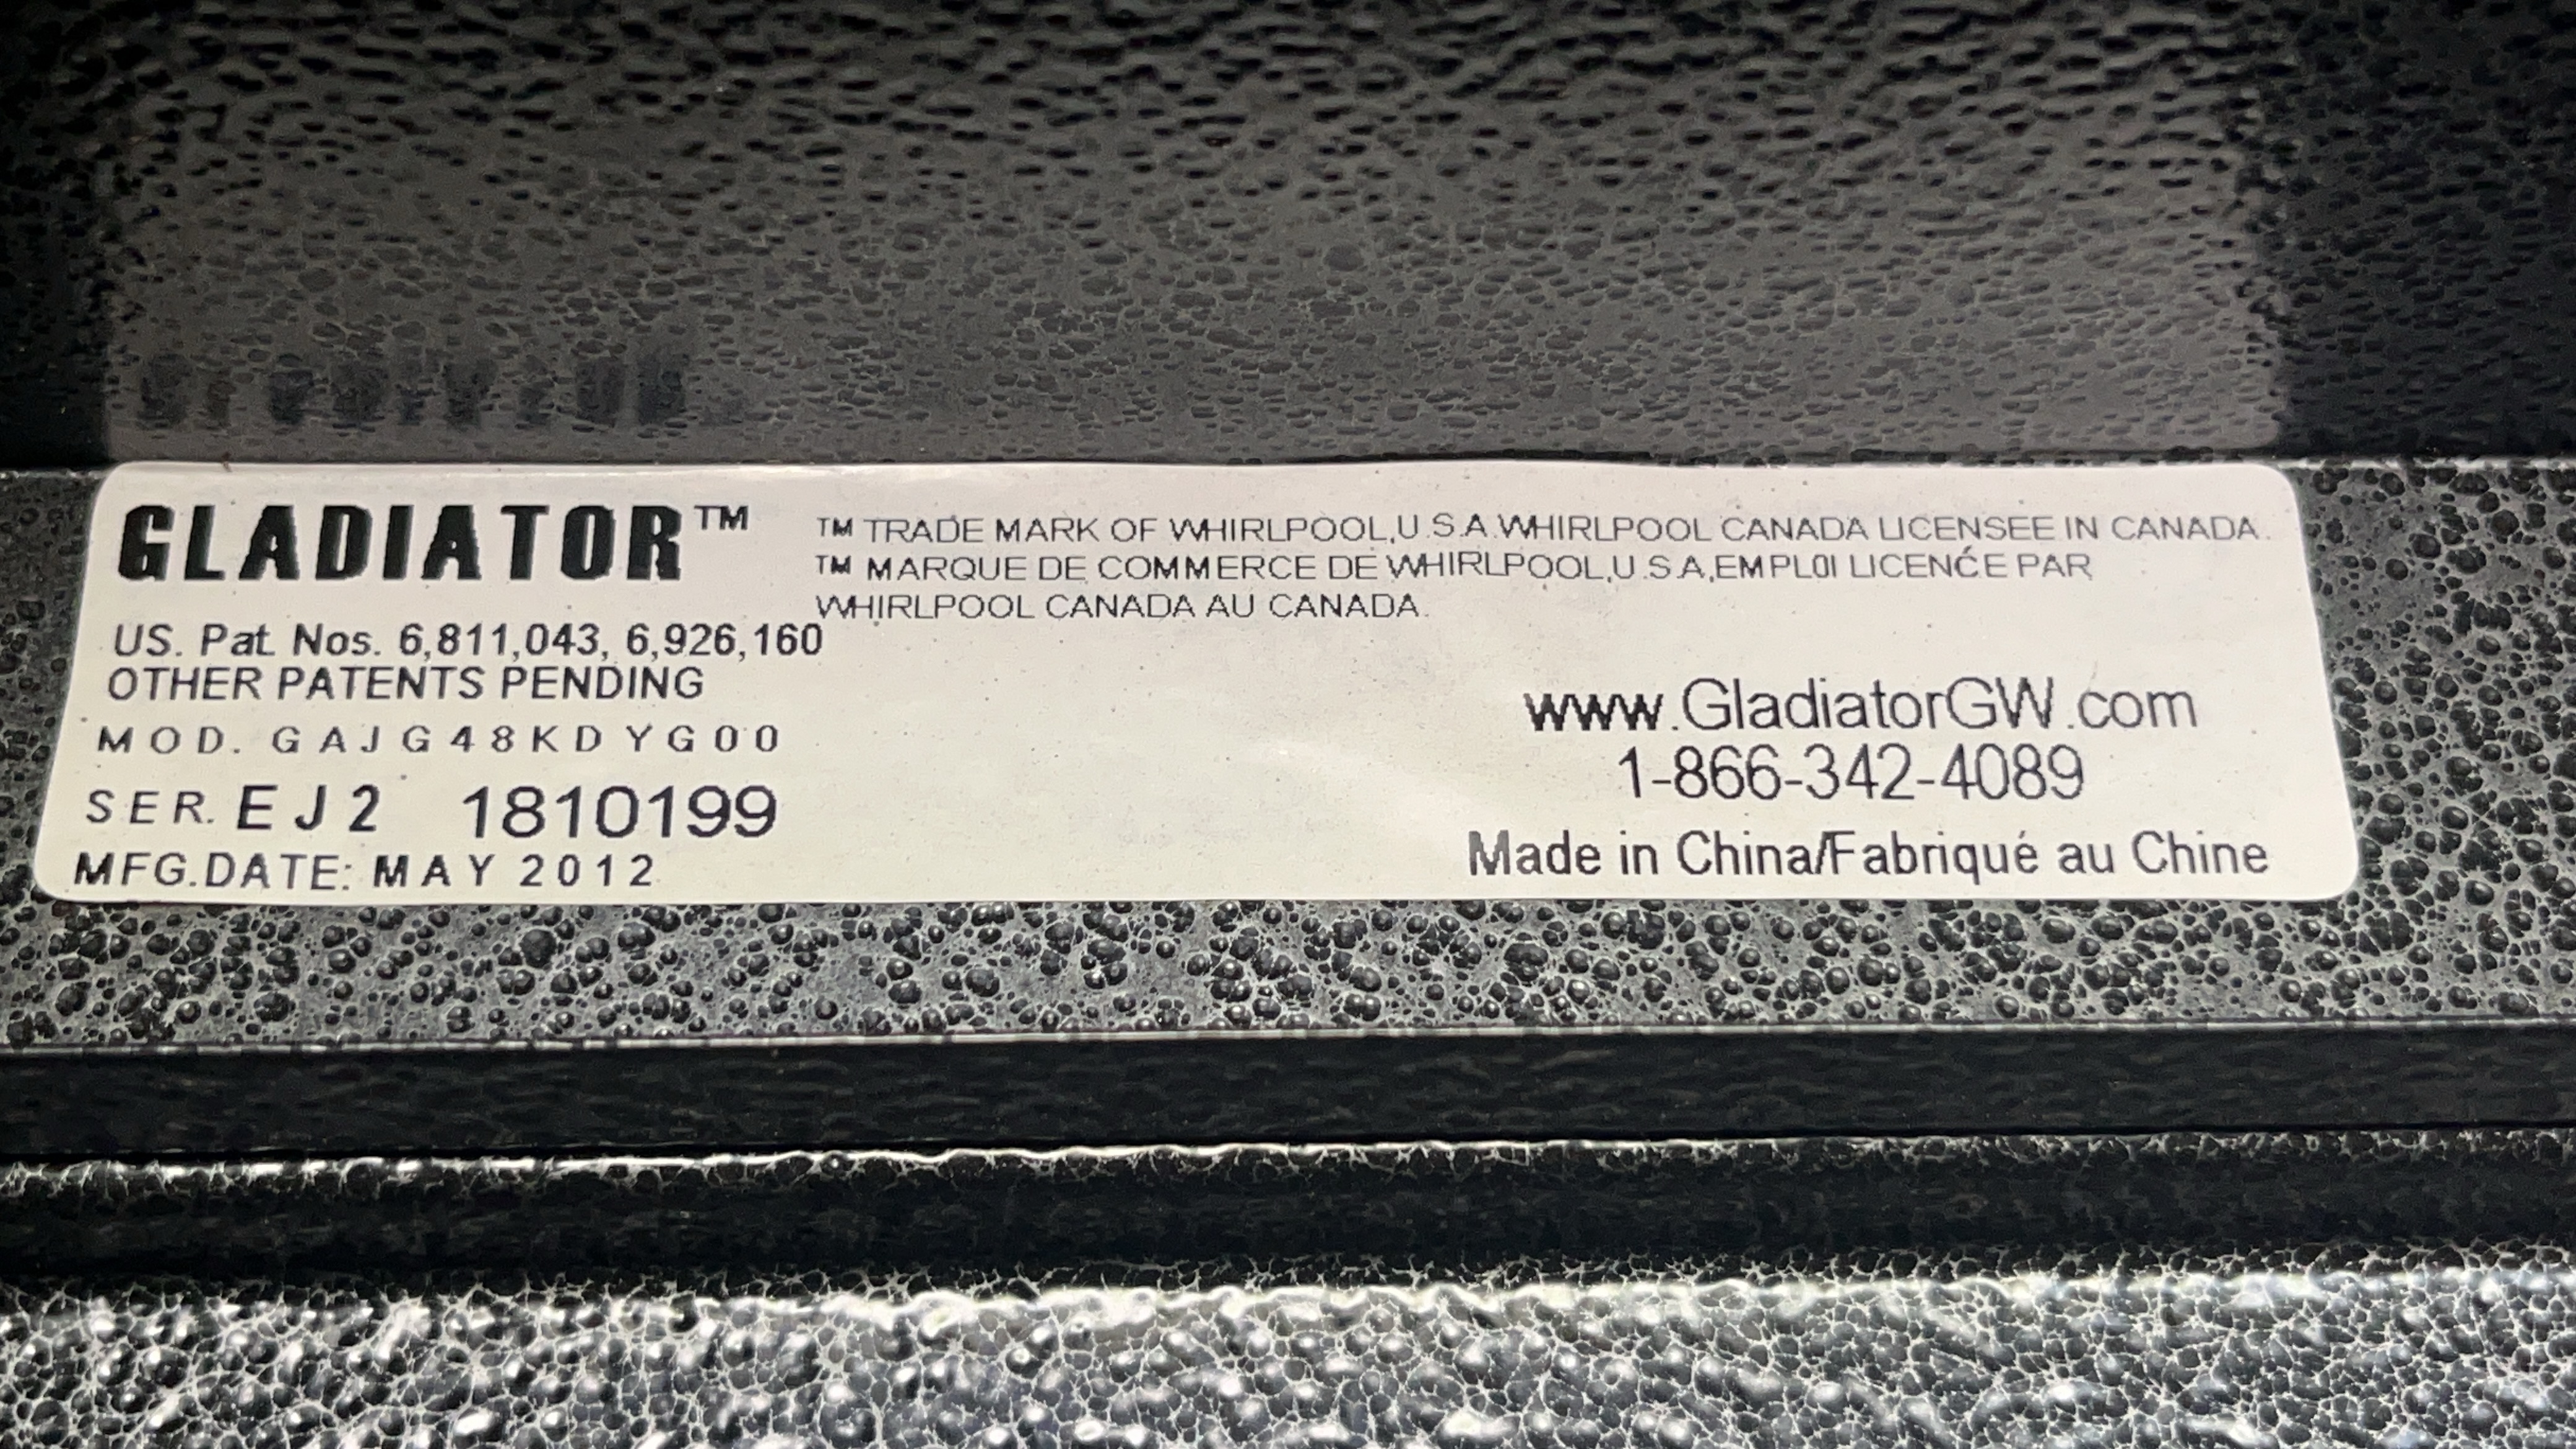 GLADIATOR™
™ TRADE MARK OF WHIRLPOOL,U.S.A.WHIRLPOOL CANADA LICENSEE IN CANADA.
™ MARQUE DE COMMERCE DE WHIRLPOOL,U.S.A,EMPL0I LICENĆE PAR
WHIRLPOOL CANADA AU CANADA.
US. Pat. Nos. 6,811,043, 6,926,160
OTHER PATENTS PENDING
MOD. GAJG48KDYG00
SER. EJ2 1810199
MFG.DATE: MAY 2012
www.GladiatorGW.com
1-866-342-4089
Made in China/Fabriqué au Chine